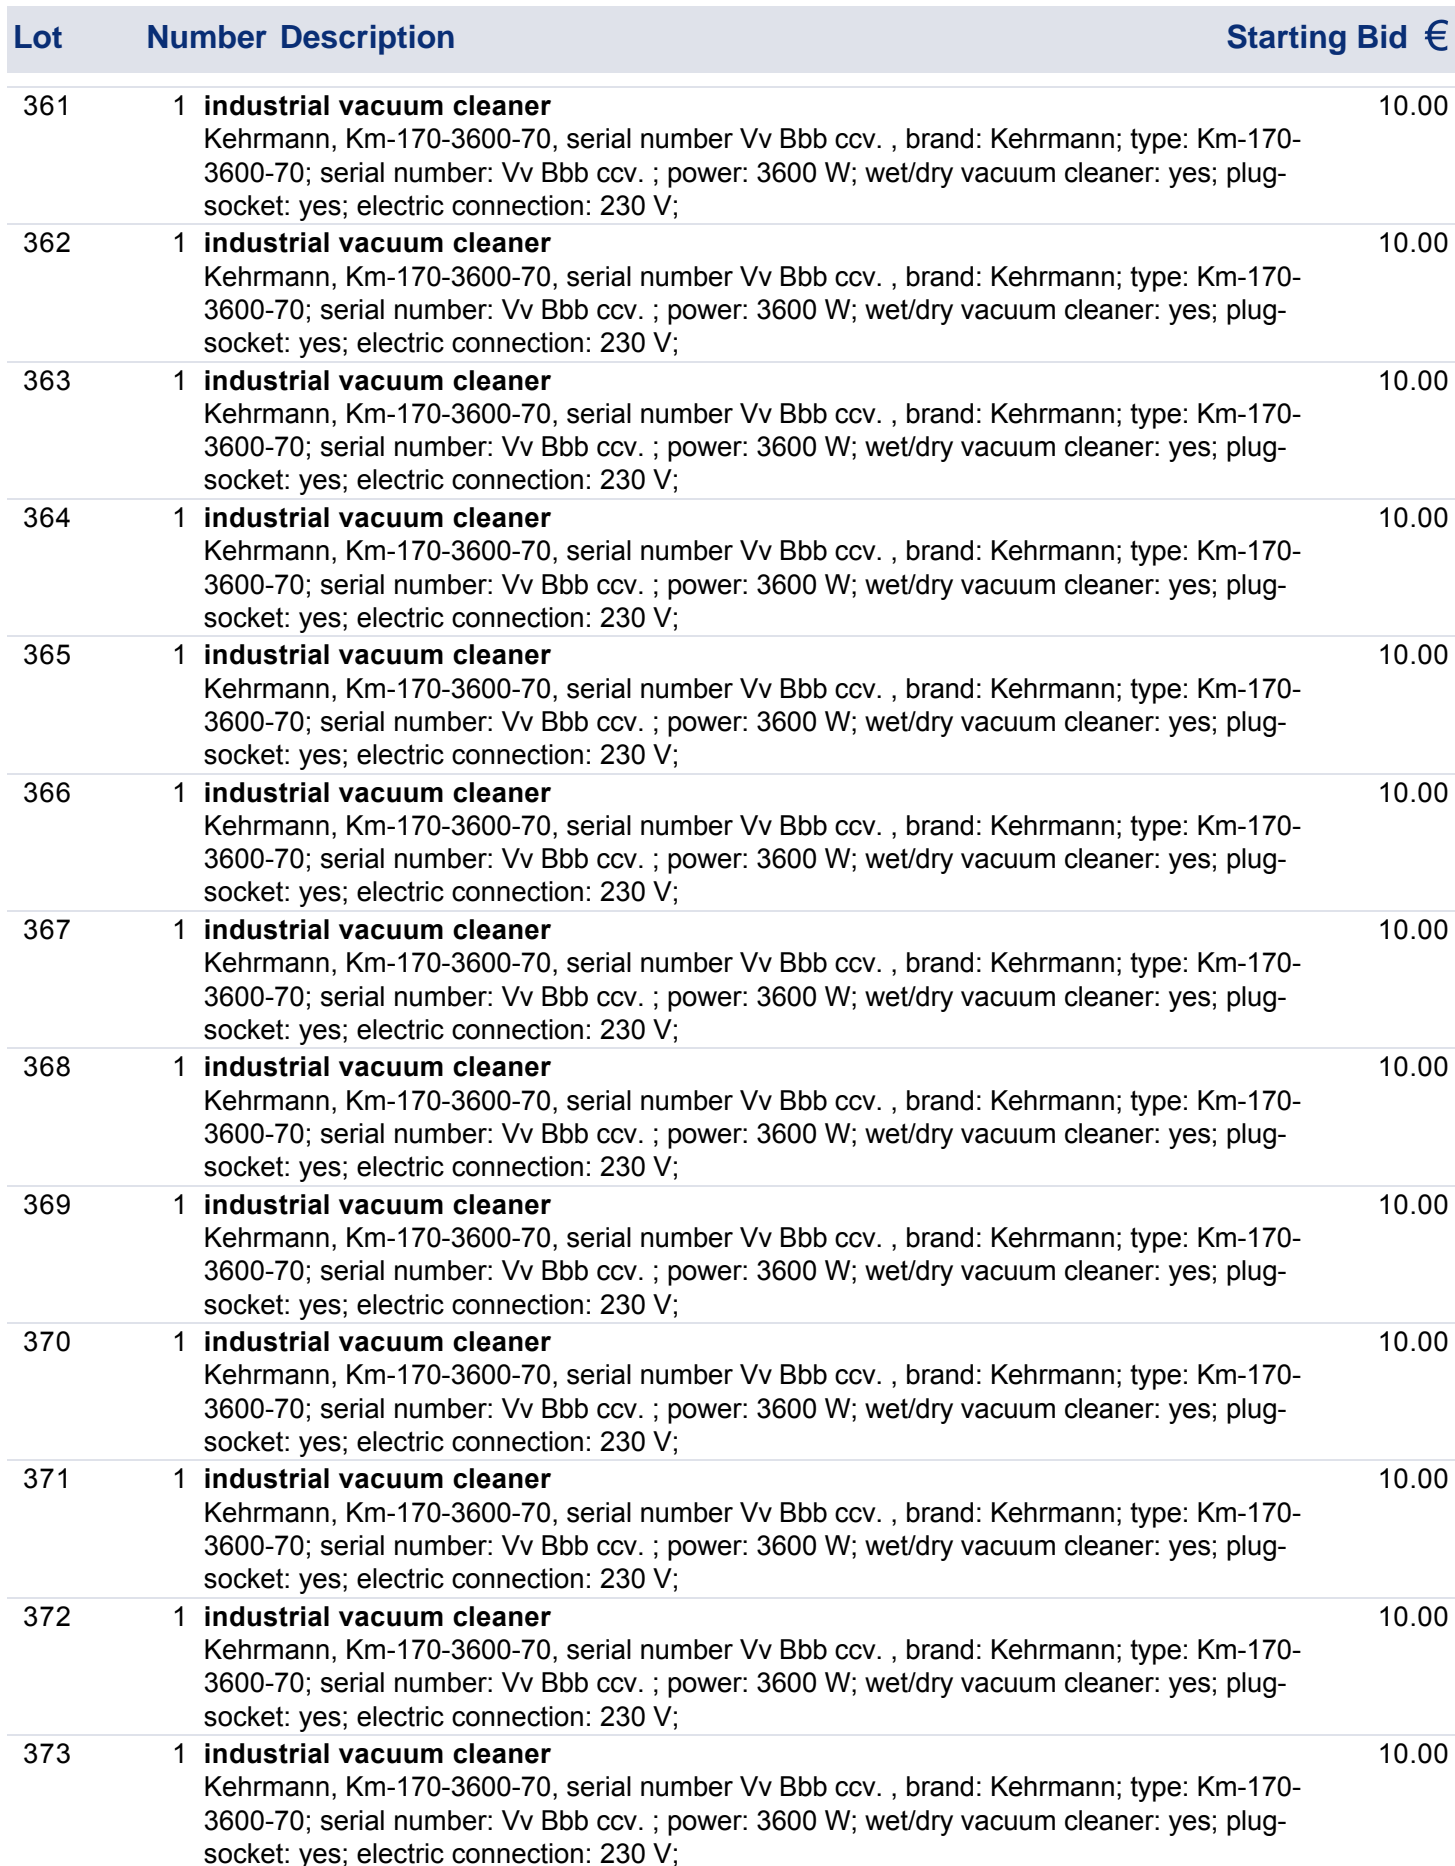 Lot Number Description Starting Bid €
361 1 industrial vacuum cleaner 10.00
Kehrmann, Km-170-3600-70, serial number Vv Bbb ccv. , brand: Kehrmann; type: Km-170-
3600-70; serial number: Vv Bbb ccv. ; power: 3600 W; wet/dry vacuum cleaner: yes; plug-
socket: yes; electric connection: 230 V;
362 1 industrial vacuum cleaner 10.00
Kehrmann, Km-170-3600-70, serial number Vv Bbb ccv. , brand: Kehrmann; type: Km-170-
3600-70; serial number: Vv Bbb ccv. ; power: 3600 W; wet/dry vacuum cleaner: yes; plug-
socket: yes; electric connection: 230 V;
363 1 industrial vacuum cleaner 10.00
Kehrmann, Km-170-3600-70, serial number Vv Bbb ccv. , brand: Kehrmann; type: Km-170-
3600-70; serial number: Vv Bbb ccv. ; power: 3600 W; wet/dry vacuum cleaner: yes; plug-
socket: yes; electric connection: 230 V;
364 1 industrial vacuum cleaner 10.00
Kehrmann, Km-170-3600-70, serial number Vv Bbb ccv. , brand: Kehrmann; type: Km-170-
3600-70; serial number: Vv Bbb ccv. ; power: 3600 W; wet/dry vacuum cleaner: yes; plug-
socket: yes; electric connection: 230 V;
365 1 industrial vacuum cleaner 10.00
Kehrmann, Km-170-3600-70, serial number Vv Bbb ccv. , brand: Kehrmann; type: Km-170-
3600-70; serial number: Vv Bbb ccv. ; power: 3600 W; wet/dry vacuum cleaner: yes; plug-
socket: yes; electric connection: 230 V;
366 1 industrial vacuum cleaner 10.00
Kehrmann, Km-170-3600-70, serial number Vv Bbb ccv. , brand: Kehrmann; type: Km-170-
3600-70; serial number: Vv Bbb ccv. ; power: 3600 W; wet/dry vacuum cleaner: yes; plug-
socket: yes; electric connection: 230 V;
367 1 industrial vacuum cleaner 10.00
Kehrmann, Km-170-3600-70, serial number Vv Bbb ccv. , brand: Kehrmann; type: Km-170-
3600-70; serial number: Vv Bbb ccv. ; power: 3600 W; wet/dry vacuum cleaner: yes; plug-
socket: yes; electric connection: 230 V;
368 1 industrial vacuum cleaner 10.00
Kehrmann, Km-170-3600-70, serial number Vv Bbb ccv. , brand: Kehrmann; type: Km-170-
3600-70; serial number: Vv Bbb ccv. ; power: 3600 W; wet/dry vacuum cleaner: yes; plug-
socket: yes; electric connection: 230 V;
369 1 industrial vacuum cleaner 10.00
Kehrmann, Km-170-3600-70, serial number Vv Bbb ccv. , brand: Kehrmann; type: Km-170-
3600-70; serial number: Vv Bbb ccv. ; power: 3600 W; wet/dry vacuum cleaner: yes; plug-
socket: yes; electric connection: 230 V;
370 1 industrial vacuum cleaner 10.00
Kehrmann, Km-170-3600-70, serial number Vv Bbb ccv. , brand: Kehrmann; type: Km-170-
3600-70; serial number: Vv Bbb ccv. ; power: 3600 W; wet/dry vacuum cleaner: yes; plug-
socket: yes; electric connection: 230 V;
371 1 industrial vacuum cleaner 10.00
Kehrmann, Km-170-3600-70, serial number Vv Bbb ccv. , brand: Kehrmann; type: Km-170-
3600-70; serial number: Vv Bbb ccv. ; power: 3600 W; wet/dry vacuum cleaner: yes; plug-
socket: yes; electric connection: 230 V;
372 1 industrial vacuum cleaner 10.00
Kehrmann, Km-170-3600-70, serial number Vv Bbb ccv. , brand: Kehrmann; type: Km-170-
3600-70; serial number: Vv Bbb ccv. ; power: 3600 W; wet/dry vacuum cleaner: yes; plug-
socket: yes; electric connection: 230 V;
373 1 industrial vacuum cleaner 10.00
Kehrmann, Km-170-3600-70, serial number Vv Bbb ccv. , brand: Kehrmann; type: Km-170-
3600-70; serial number: Vv Bbb ccv. ; power: 3600 W; wet/dry vacuum cleaner: yes; plug-
socket: yes; electric connection: 230 V;